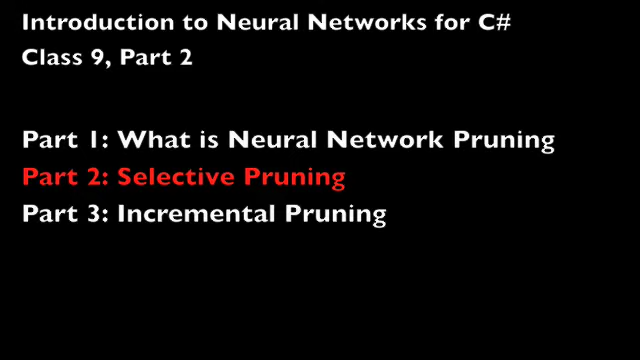 Introduction to Neural Networks for C#
Class 9, Part 2
Part 1: What is Neural Network Pruning
Part 2: Selective Pruning
Part 3: Incremental Pruning